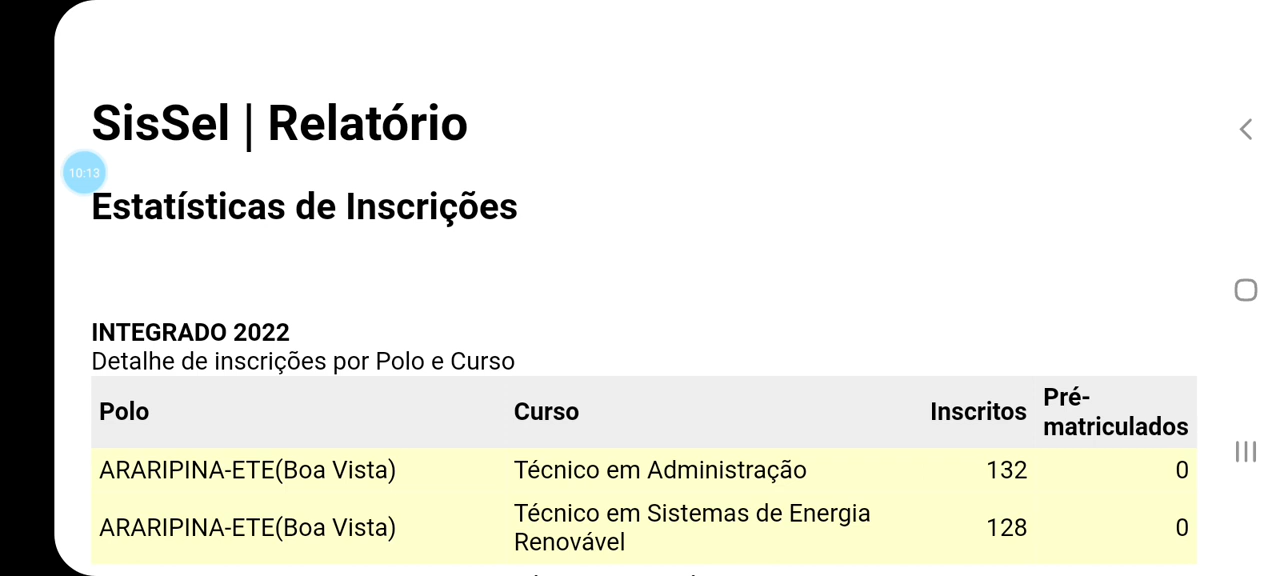 SisSel | Relatório
10:13
Estatísticas de Inscrições
INTEGRADO 2022
Detalhe de inscrições por Polo e Curso
Polo Curso Inscritos Pré-
matriculados
ARARIPINA-ETE(Boa Vista) Técnico em Administração 132 0
ARARIPINA-ETE(Boa Vista) Técnico em Sistemas de Energia
Renovável 128 0